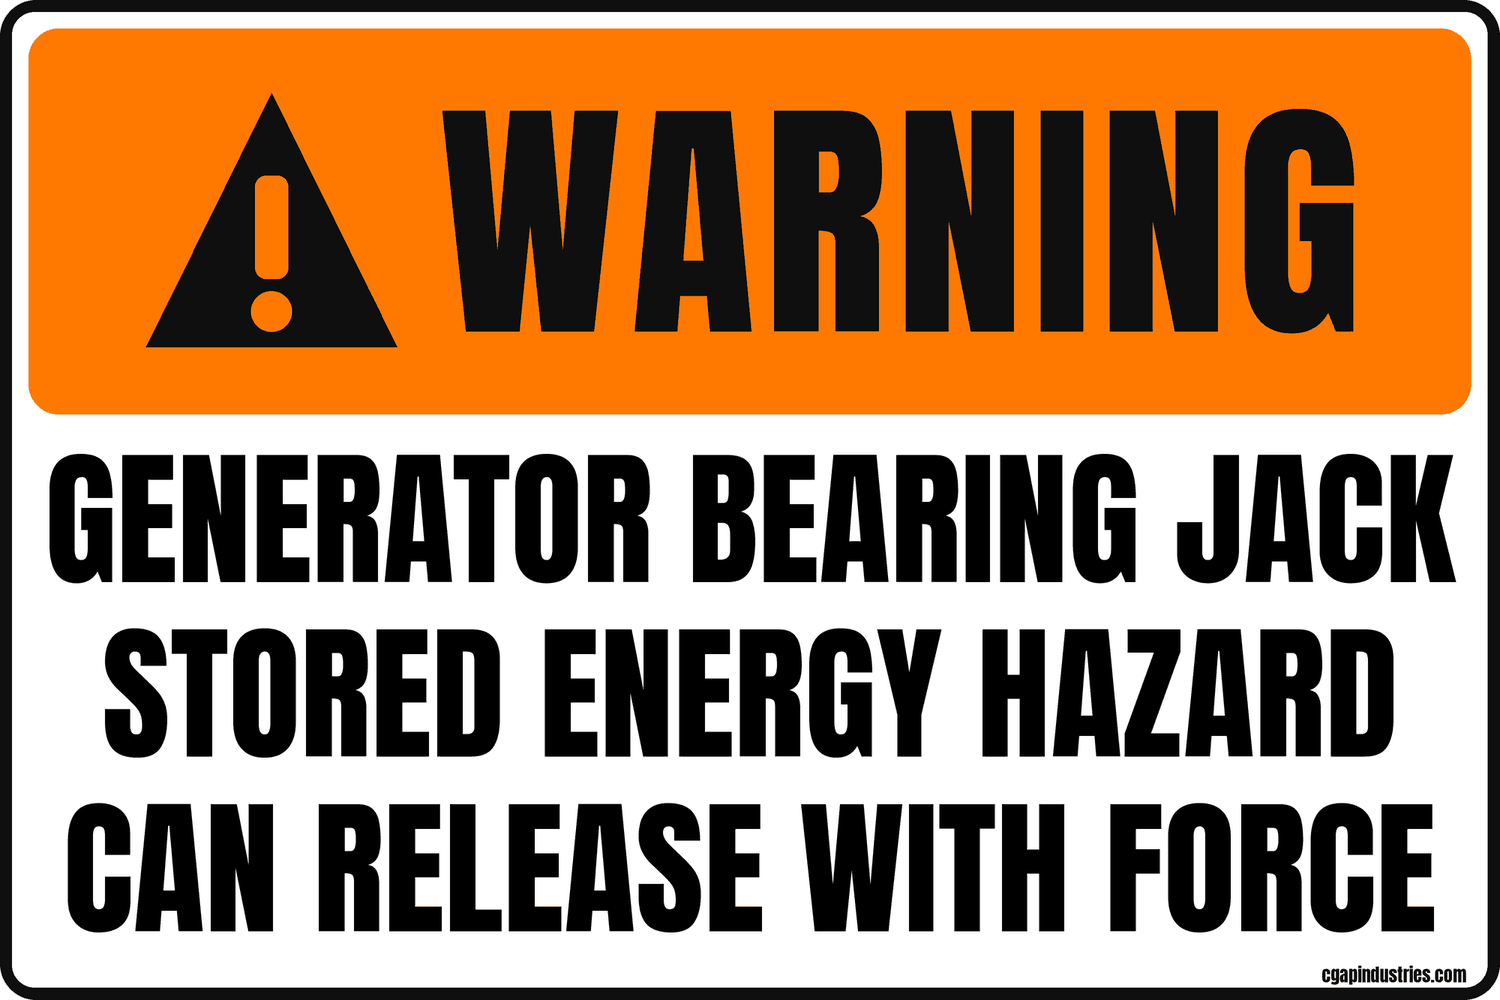 WARNING
GENERATOR BEARING JACK
STORED ENERGY HAZARD
CAN RELEASE WITH FORCE
cgapindustries.com